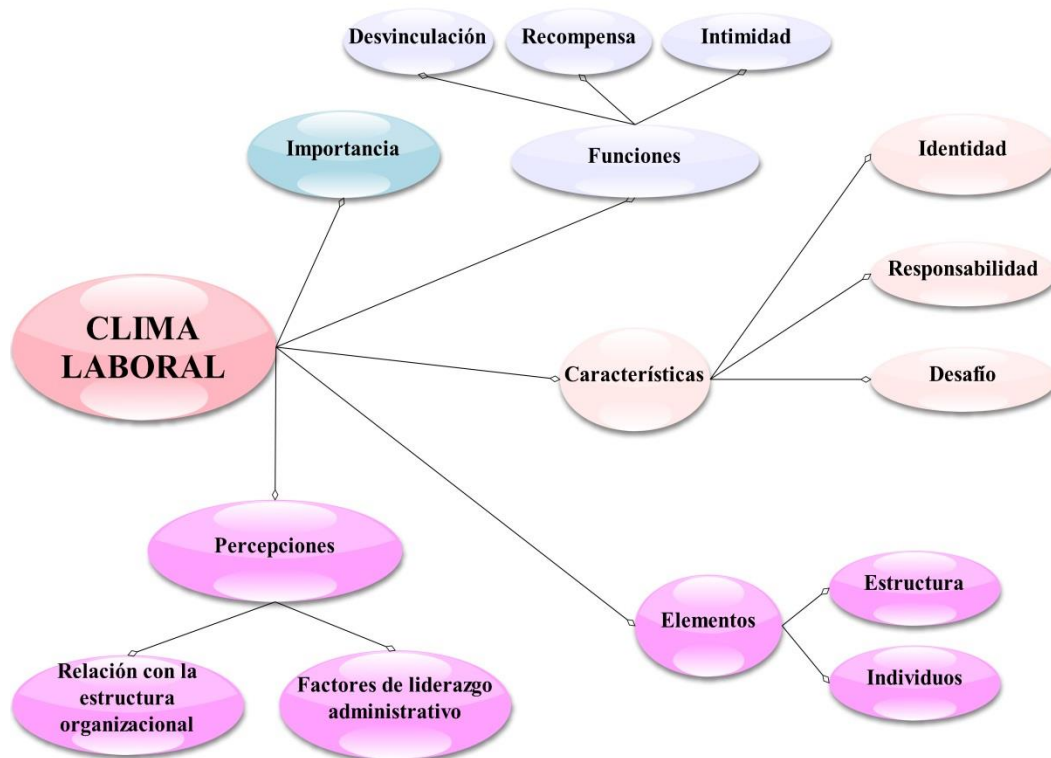 Desvinculación
Recompensa
Intimidad
Importancia
Funciones
Identidad
Responsabilidad
CLIMA
LABORAL
Características
Desafío
Percepciones
Elementos
Estructura
Individuos
Relación con la
estructura
organizacional
Factores de liderazgo
administrativo